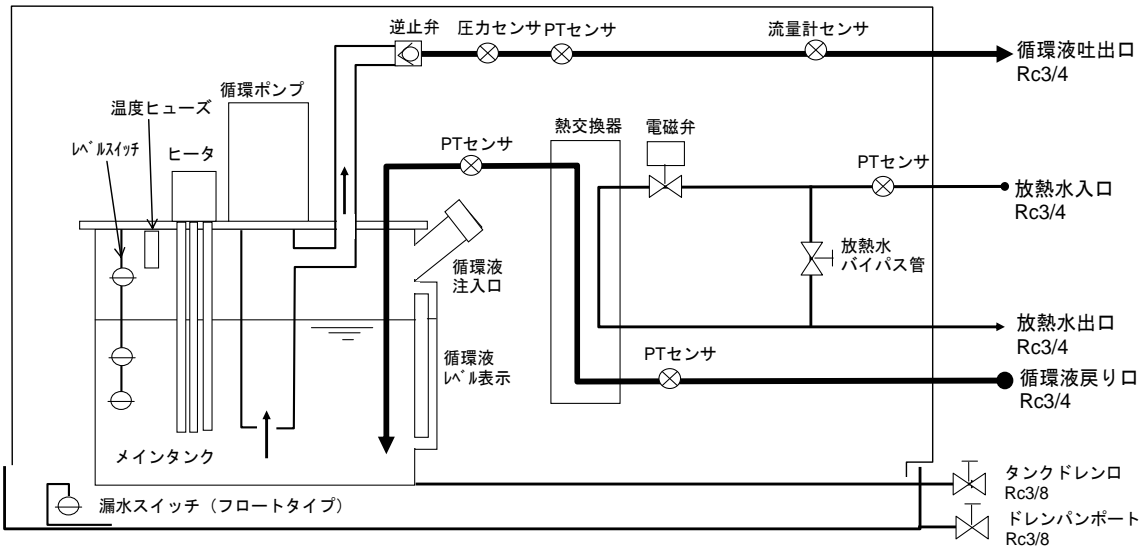 逆止弁
圧力センサ
PTセンサ
流量計センサ
循環液吐出口
Rc3/4
循環ポンプ
温度ヒューズ
ﾚﾍﾞﾙスイッチ
ヒータ
PTセンサ
熱交換器
電磁弁
PTセンサ
放熱水入口
Rc3/4
循環液
注入口
放熱水
バイパス管
放熱水出口
Rc3/4
循環液
ﾚﾍﾞﾙ表示
PTセンサ
循環液戻り口
Rc3/4
メインタンク
タンクドレン口
Rc3/8
漏水スイッチ（フロートタイプ）
ドレンパンポート
Rc3/8